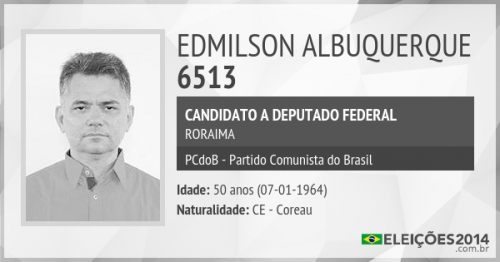 EDMILSON ALBUQUERQUE
6513
CANDIDATO A DEPUTADO FEDERAL
RORAIMA
PCdoB - Partido Comunista do Brasil
Idade: 50 anos (07-01-1964)
Naturalidade: CE - Coreau
ELEIÇÕES2014
.com.br